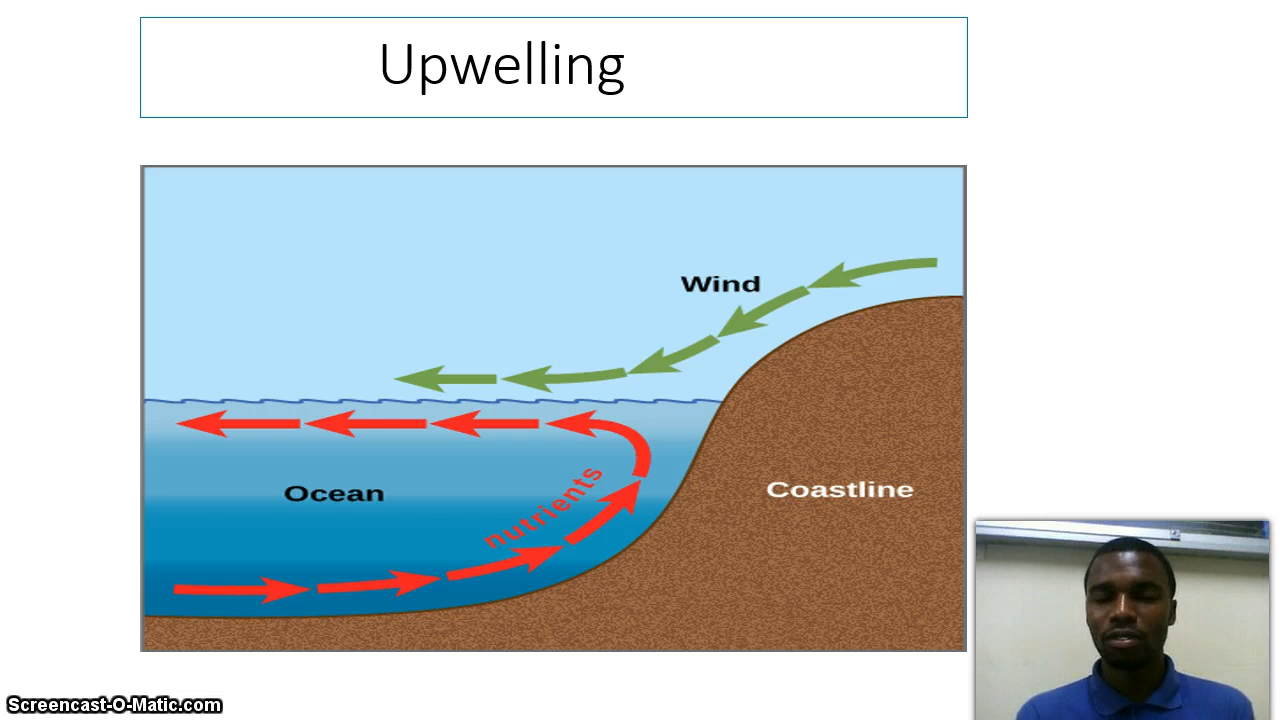 Upwelling
Wind
Ocean
nutrients
Coastline
Screencast-O-Matic.com